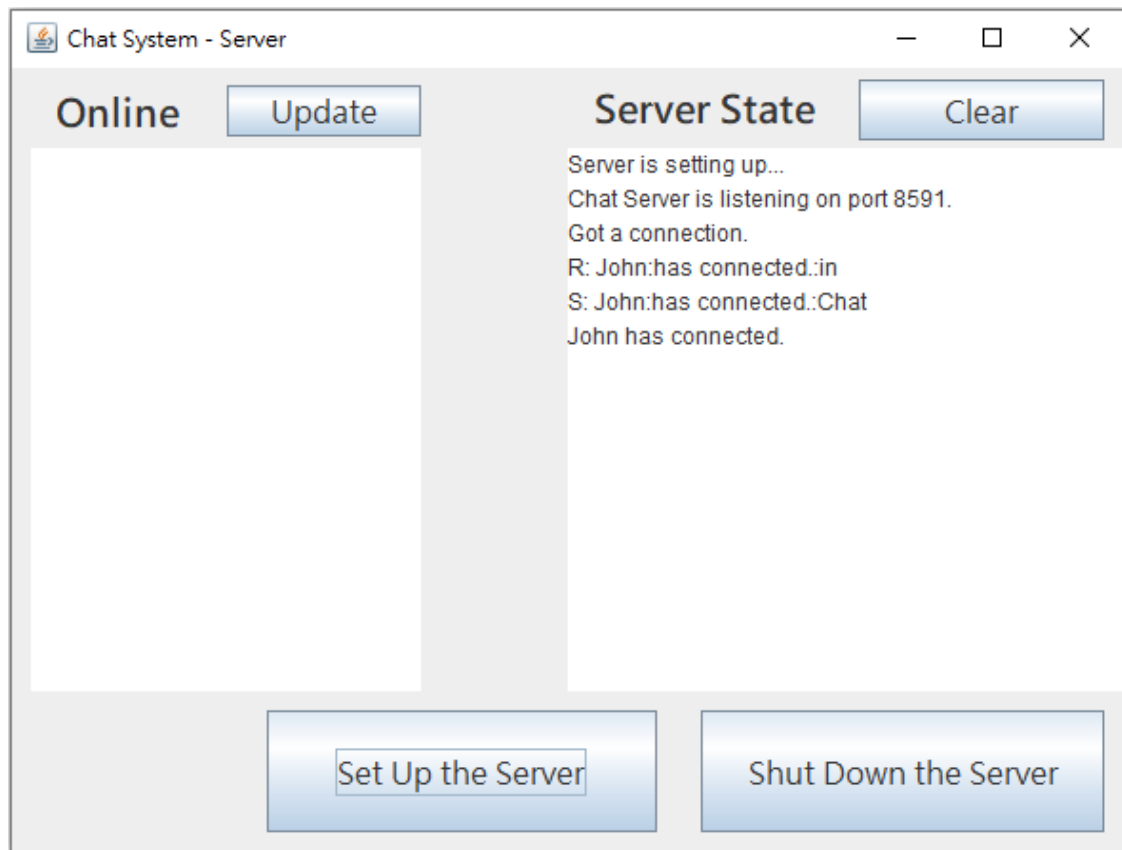 Chat System - Server
Online
Update
Server State
Clear
Server is setting up...
Chat Server is listening on port 8591.
Got a connection.
R: John:has connected.:in
S: John:has connected.:Chat
John has connected.
Set Up the Server
Shut Down the Server